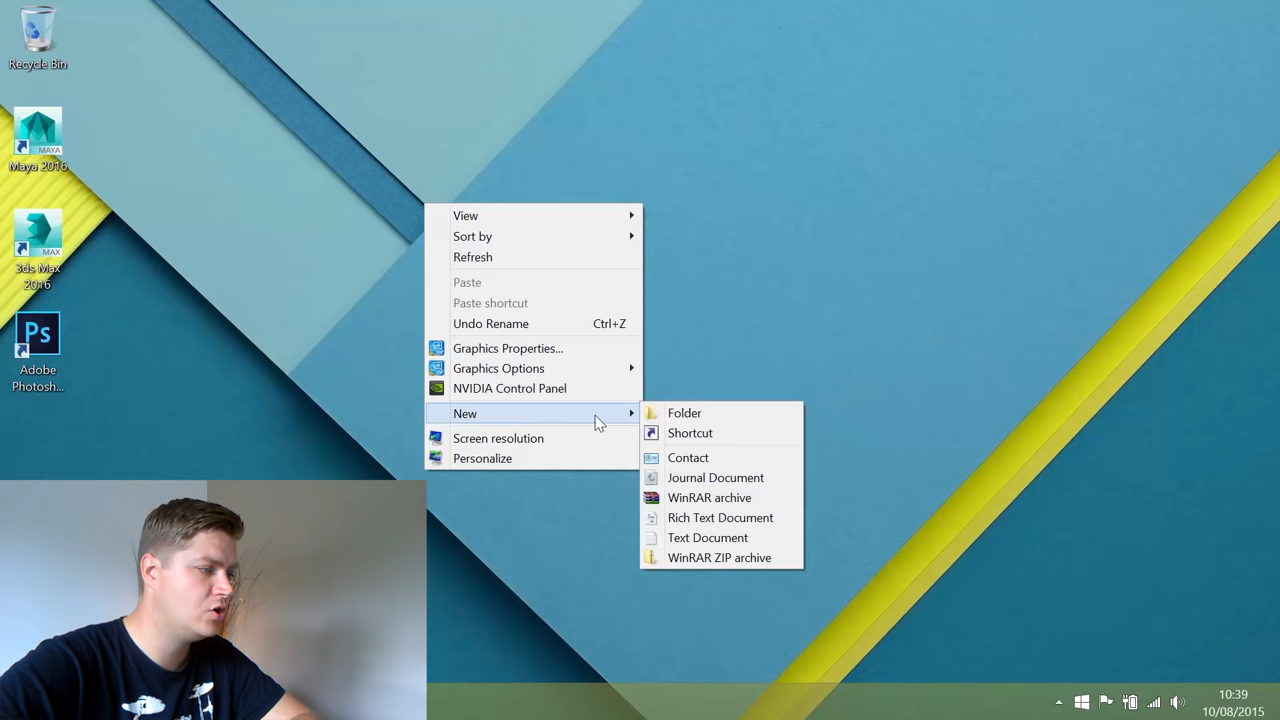 Recycle Bin
MAYA
Maya 2016
MAX
3ds Max
2016
Ps
Adobe
Photosh...
View
Sort by
Refresh
Paste
Paste shortcut
Undo Rename Ctrl+Z
Graphics Properties...
Graphics Options
NVIDIA Control Panel
New
Screen resolution
Personalize
Folder
Shortcut
Contact
Journal Document
WinRAR archive
Rich Text Document
Text Document
WinRAR ZIP archive
10:39
10/08/2015